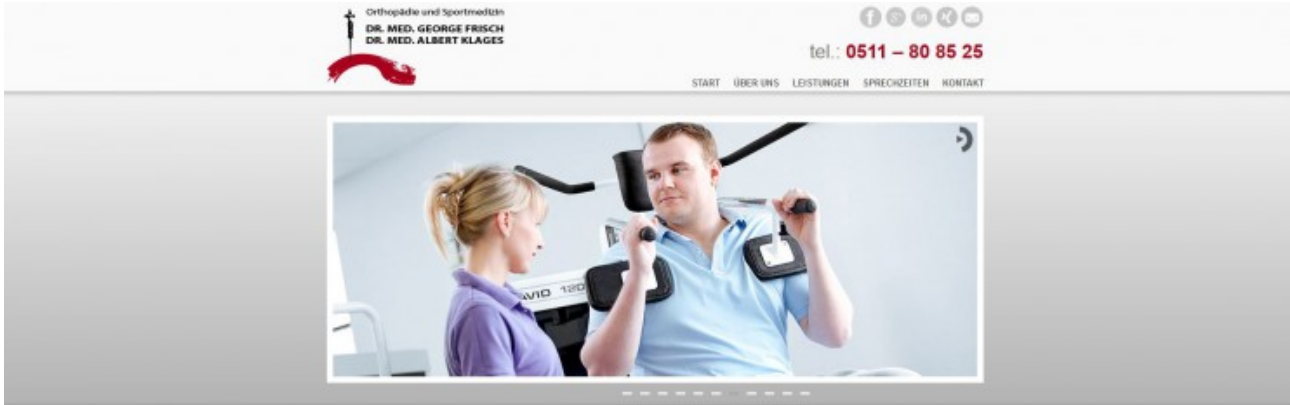 Orthopädie und Sportmedizin
DR. MED. GEORGE FRISCH
DR. MED. ALBERT KLAGES
tel.: 0511 – 80 85 25
START ÜBER UNS LEISTUNGEN SPRECHZEITEN KONTAKT
120